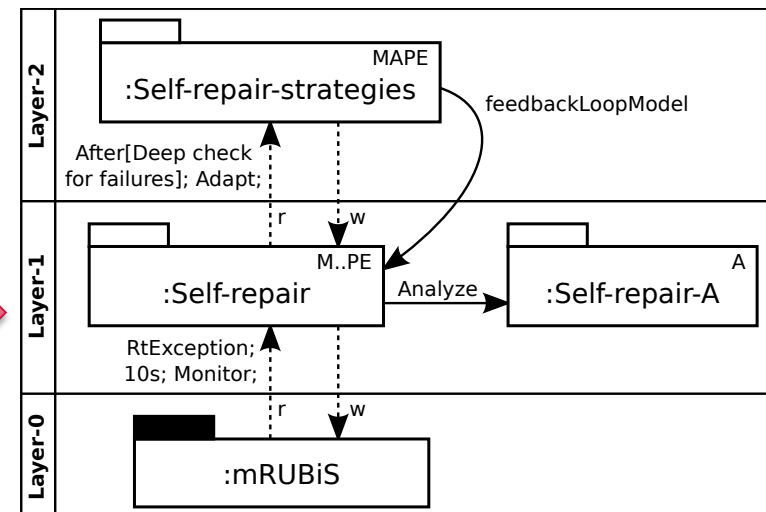 Layer-2
MAPE
:Self-repair-strategies
feedbackLoopModel
After[Deep check
for failures]; Adapt;
r
w
Layer-1
M..PE
:Self-repair
Analyze
A
:Self-repair-A
RtException;
10s; Monitor;
r
w
Layer-0
:mRUBiS